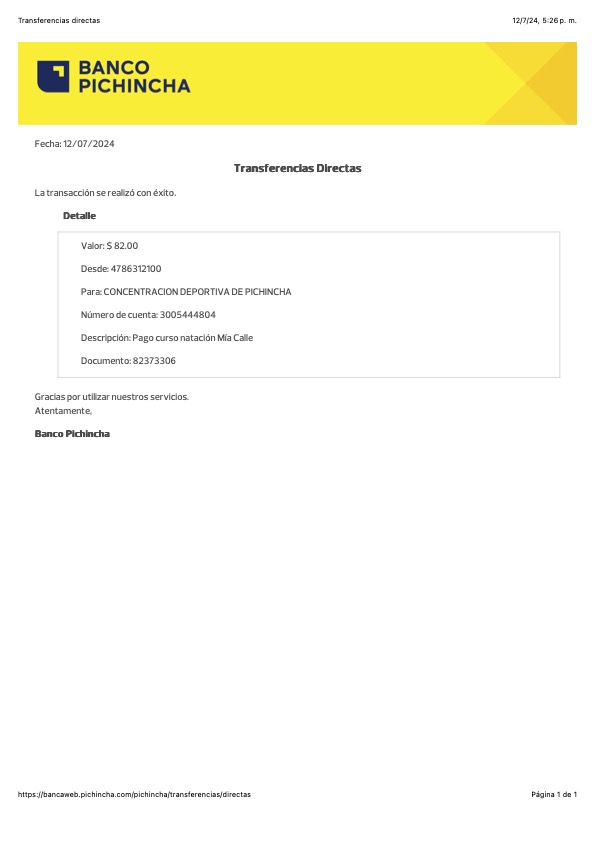 Transferencias directas
12/7/24, 5:26 p. m.
BANCO
PICHINCHA
Fecha: 12/07/2024
Transferencias Directas
La transacción se realizó con éxito.
Detalle
Valor: $ 82.00
Desde: 4786312100
Para: CONCENTRACION DEPORTIVA DE PICHINCHA
Número de cuenta: 3005444804
Descripción: Pago curso natación Mía Calle
Documento: 82373306
Gracias por utilizar nuestros servicios.
Atentamente,
Banco Pichincha
https://bancaweb.pichincha.com/pichincha/transferencias/directas
Página 1 de 1